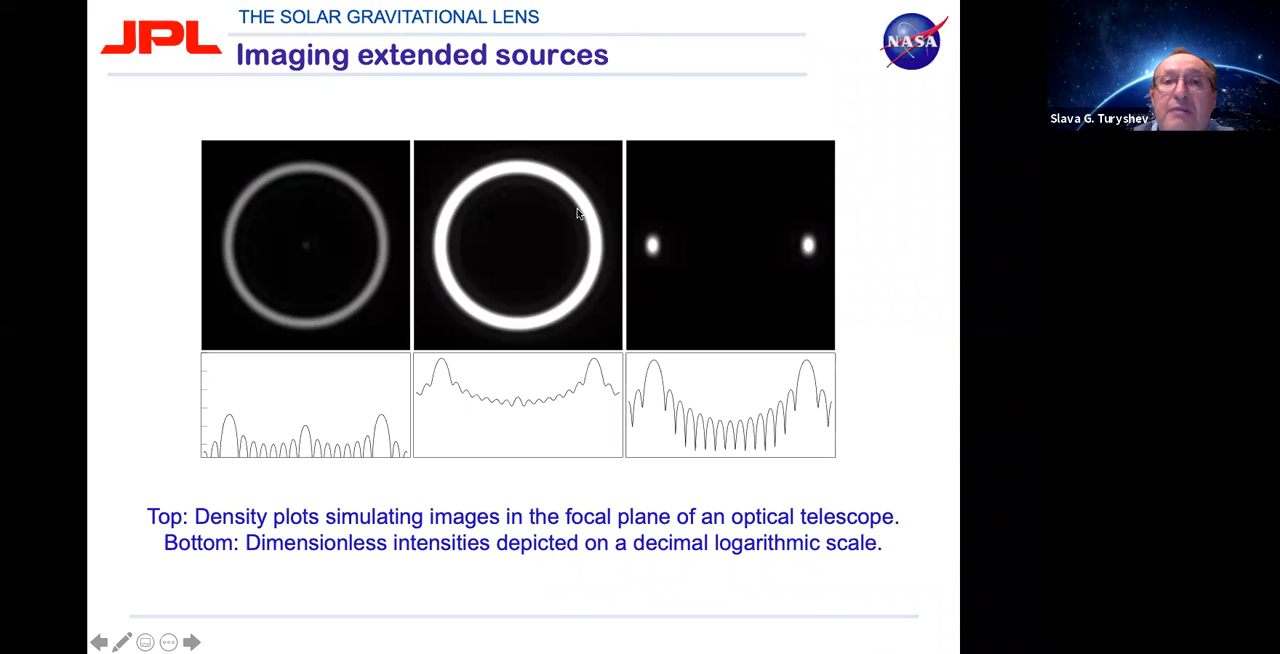 JPL
THE SOLAR GRAVITATIONAL LENS
Imaging extended sources
NASA
Slava G. Turyshev
Top: Density plots simulating images in the focal plane of an optical telescope.
Bottom: Dimensionless intensities depicted on a decimal logarithmic scale.